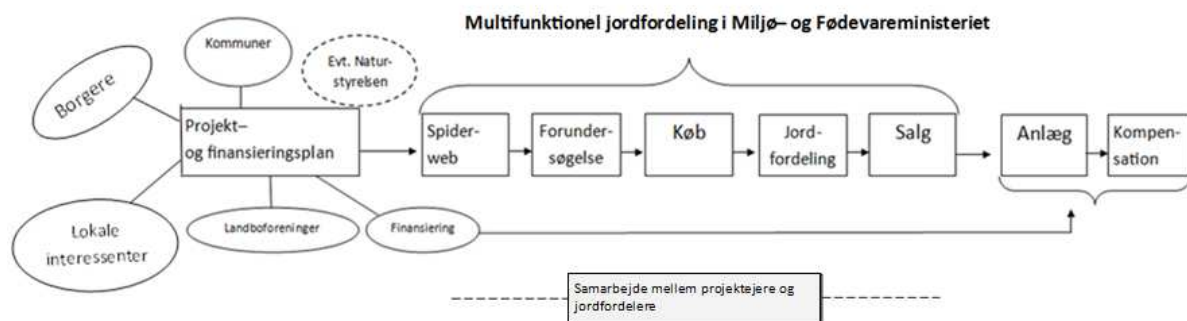 Multifunktionel jordfordeling i Miljø– og Fødevareministeriet
Kommuner
Evt. Natur-
styrelsen
Borgere
Projekt–
og finansieringsplan
Spider-
web
Forunder-
søgelse
Køb
Jord-
fordeling
Salg
Anlæg
Kompen-
sation
Lokale
interessenter
Landboforeninger
Finansiering
Samarbejde mellem projektejere og
jordfordelere